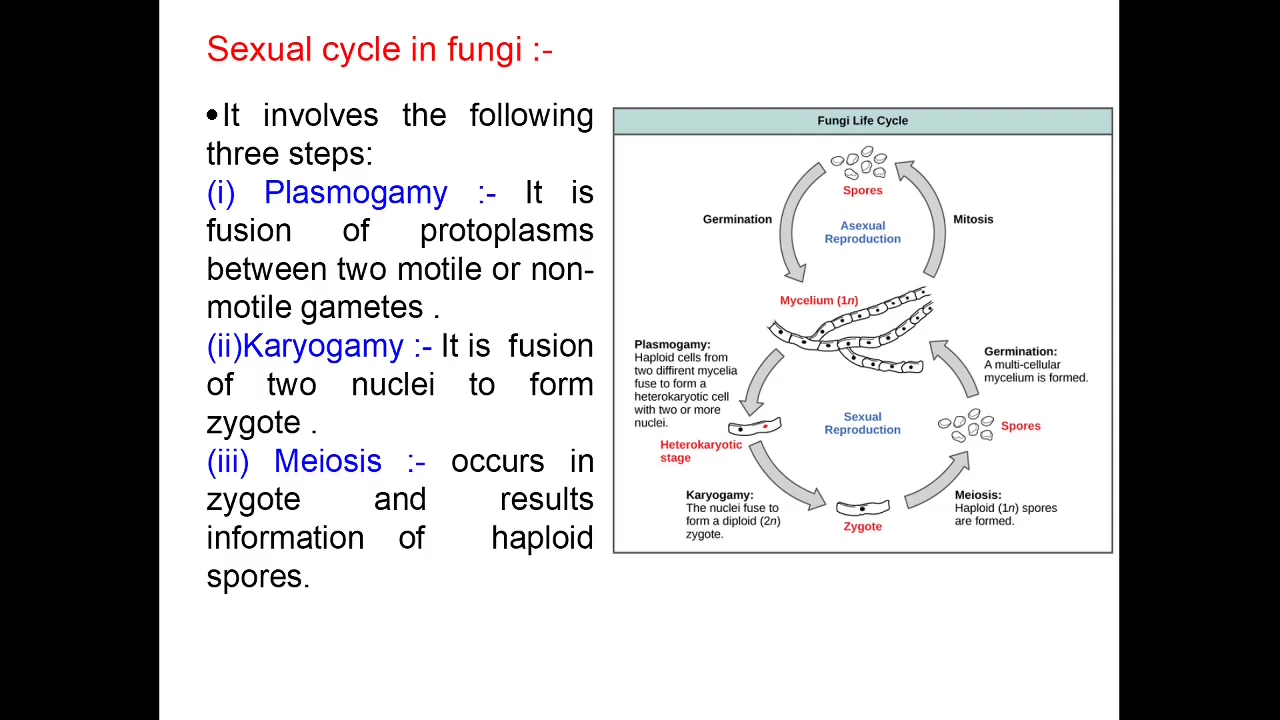 Sexual cycle in fungi :-
•It involves the following
three steps:
(i) Plasmogamy :- It is
fusion of protoplasms
between two motile or non-
motile gametes .
(ii)Karyogamy :- It is fusion
of two nuclei to form
zygote .
(iii) Meiosis :- occurs in
zygote and results
information of haploid
spores.
Fungi Life Cycle
Spores
Germination
Mitosis
Asexual
Reproduction
Mycelium (1n)
Plasmogamy:
Haploid cells from
two diffirent mycelia
fuse to form a
heterokaryotic cell
with two or more
nuclei.
Germination:
A multi-cellular
mycelium is formed.
Sexual
Reproduction
Spores
Heterokaryotic
stage
Karyogamy:
The nuclei fuse to
form a diploid (2n)
zygote.
Zygote
Meiosis:
Haploid (1n) spores
are formed.